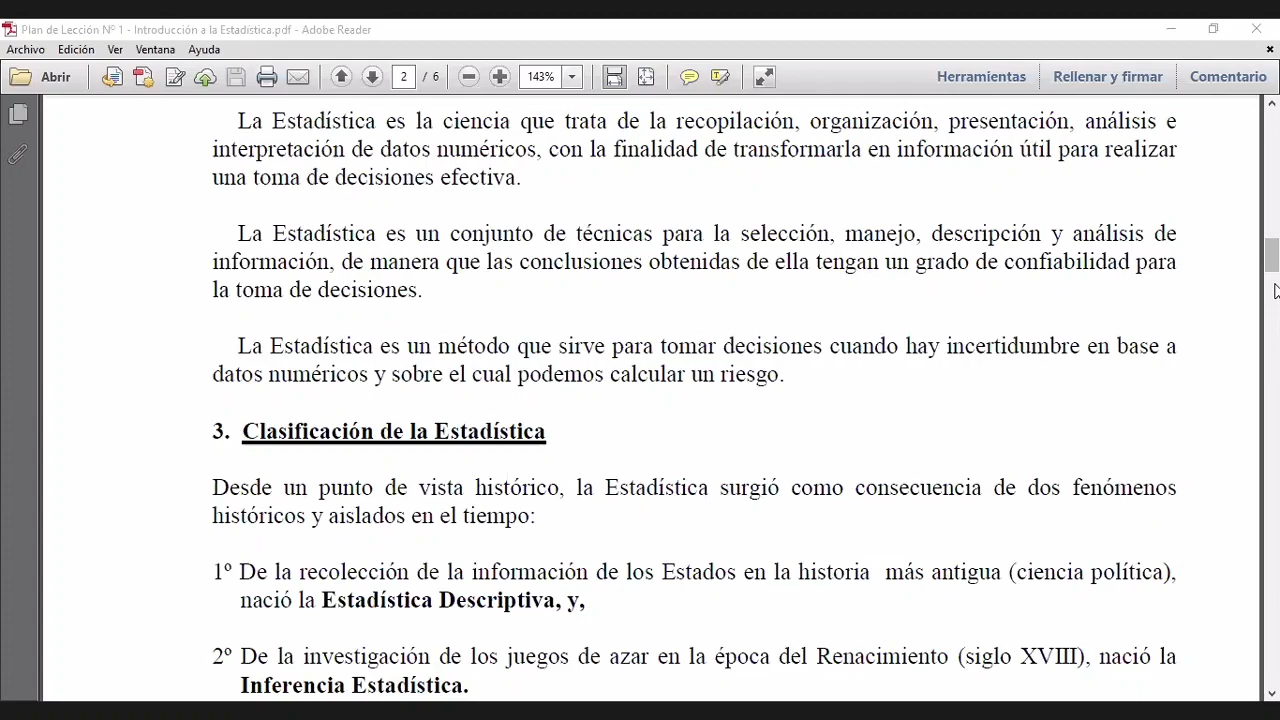 Plan de Lección Nº 1 - Introducción a la Estadística.pdf - Adobe Reader
Archivo Edición Ver Ventana Ayuda
Abrir 2 / 6 143% Herramientas Rellenar y firmar Comentario
La Estadística es la ciencia que trata de la recopilación, organización, presentación, análisis e
interpretación de datos numéricos, con la finalidad de transformarla en información útil para realizar
una toma de decisiones efectiva.
La Estadística es un conjunto de técnicas para la selección, manejo, descripción y análisis de
información, de manera que las conclusiones obtenidas de ella tengan un grado de confiabilidad para
la toma de decisiones.
La Estadística es un método que sirve para tomar decisiones cuando hay incertidumbre en base a
datos numéricos y sobre el cual podemos calcular un riesgo.
3. Clasificación de la Estadística
Desde un punto de vista histórico, la Estadística surgió como consecuencia de dos fenómenos
históricos y aislados en el tiempo:
1º De la recolección de la información de los Estados en la historia más antigua (ciencia política),
nació la Estadística Descriptiva, y,
2º De la investigación de los juegos de azar en la época del Renacimiento (siglo XVIII), nació la
Inferencia Estadística.